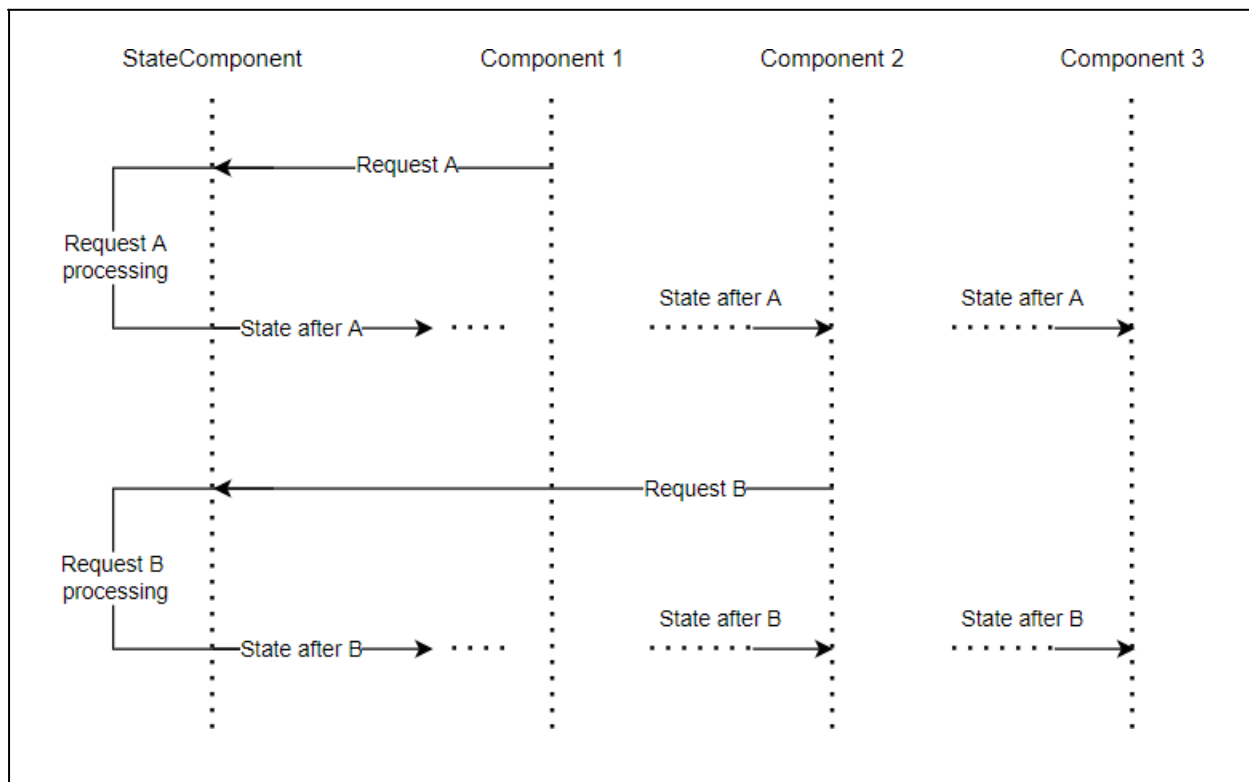 StateComponent
Component 1
Component 2
Component 3
Request A
Request A
processing
State after A
State after A
State after A
Request B
Request B
processing
State after B
State after B
State after B